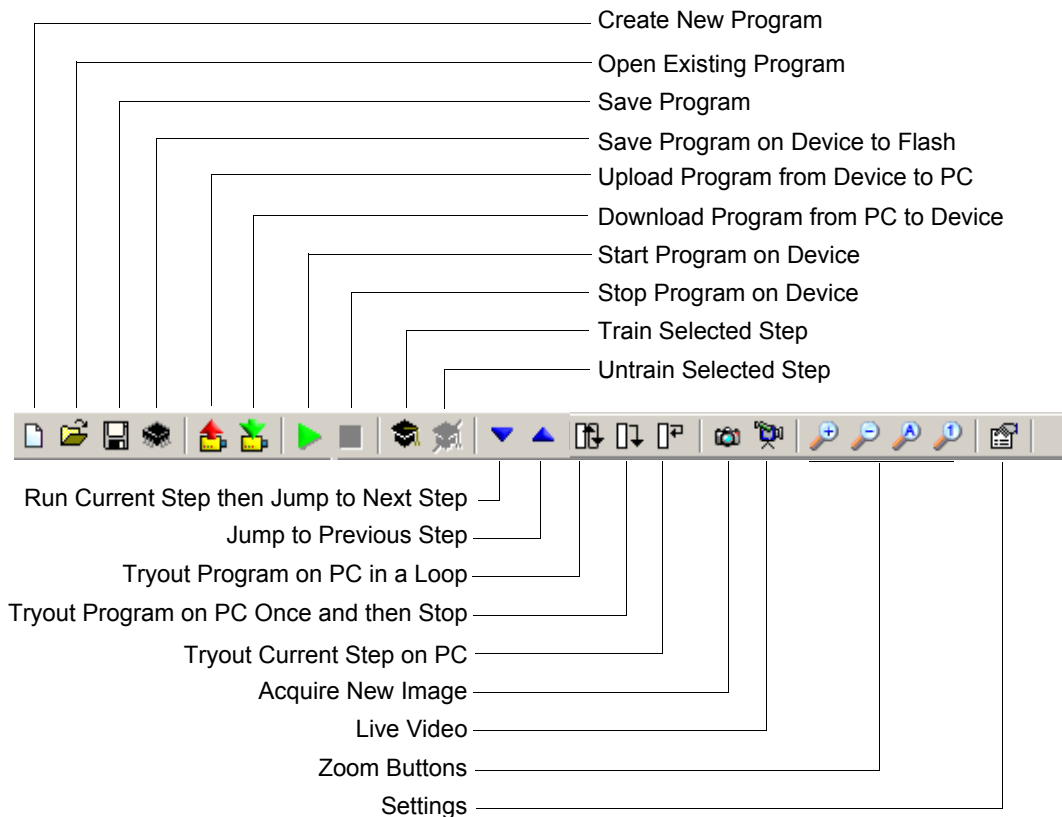 Create New Program
Open Existing Program
Save Program
Save Program on Device to Flash
Upload Program from Device to PC
Download Program from PC to Device
Start Program on Device
Stop Program on Device
Train Selected Step
Untrain Selected Step
+
-
A
1
Run Current Step then Jump to Next Step
Jump to Previous Step
Tryout Program on PC in a Loop
Tryout Program on PC Once and then Stop
Tryout Current Step on PC
Acquire New Image
Live Video
Zoom Buttons
Settings